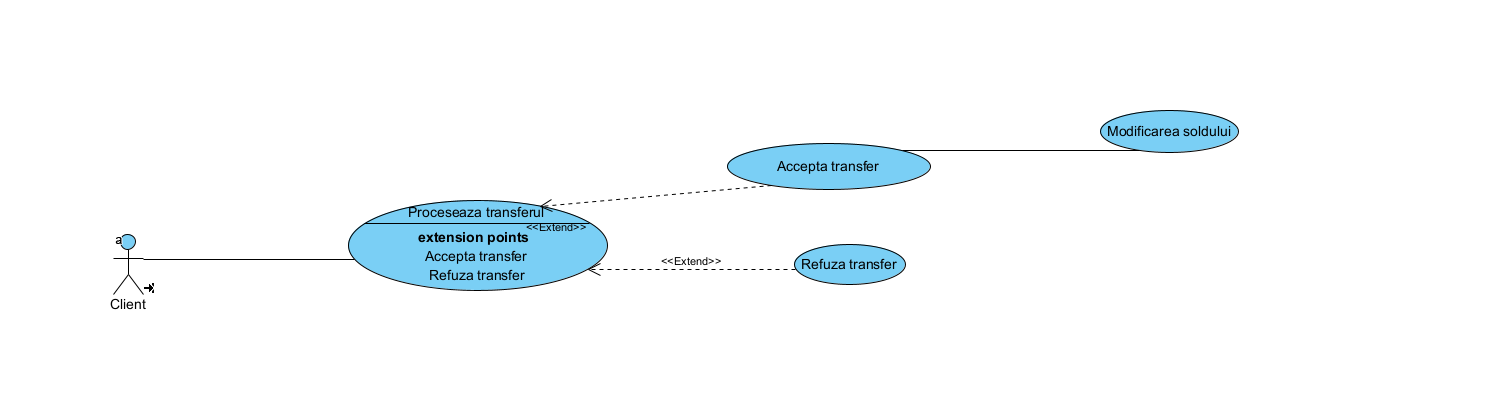 Modificarea soldului
Accepta transfer
Proceseaza transferul
<<Extend>>
extension points
Accepta transfer
Refuza transfer
<<Extend>>
Refuza transfer
a
Client